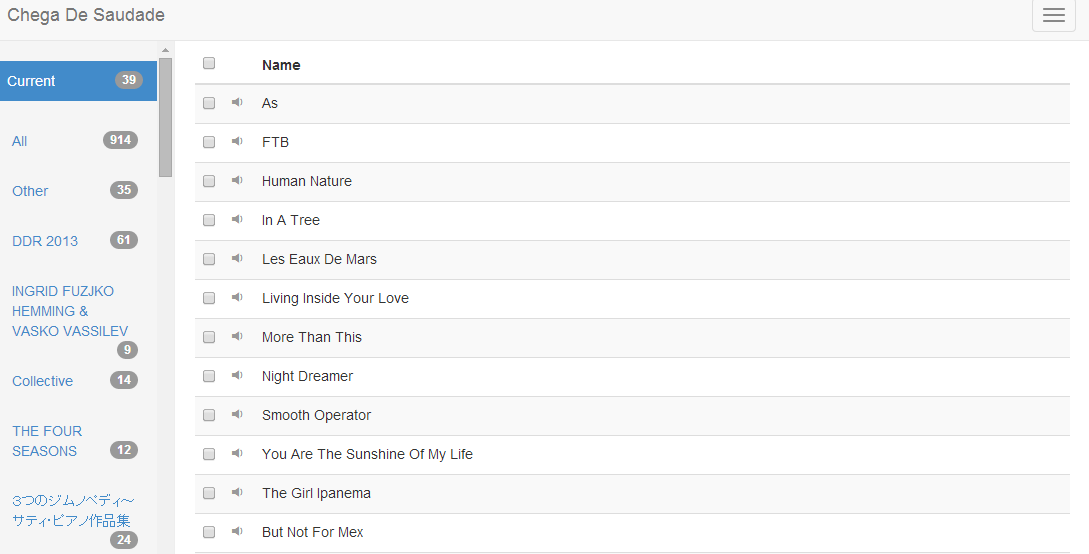 Chega De Saudade
Current 39
All 914
Other 35
DDR 2013 61
INGRID FUZJKO
HEMMING &
VASKO VASSILEV
9
Collective 14
THE FOUR
SEASONS 12
3つのジムノペディ～
サティ・ピアノ作品集
24
Name
As
FTB
Human Nature
In A Tree
Les Eaux De Mars
Living Inside Your Love
More Than This
Night Dreamer
Smooth Operator
You Are The Sunshine Of My Life
The Girl Ipanema
But Not For Mex